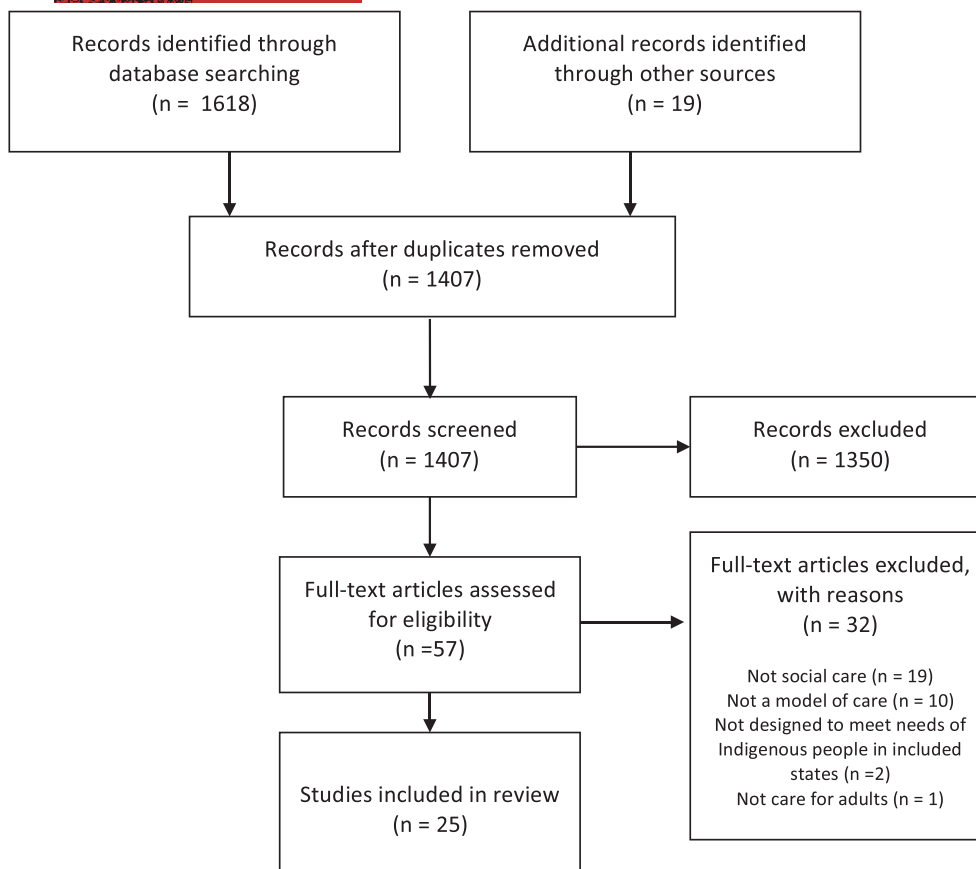 Records identified through
database searching
(n =  1618)
Additional records identified
through other sources
(n = 19)
Records after duplicates removed
(n = 1407)
Records screened
(n = 1407)
Records excluded
(n = 1350)
Full-text articles assessed
for eligibility
(n =57)
Full-text articles excluded,
with reasons
(n = 32)
Not social care (n = 19)
Not a model of care (n = 10)
Not designed to meet needs of
Indigenous people in included
states (n =2)
Not care for adults (n = 1)
Studies included in review
(n = 25)